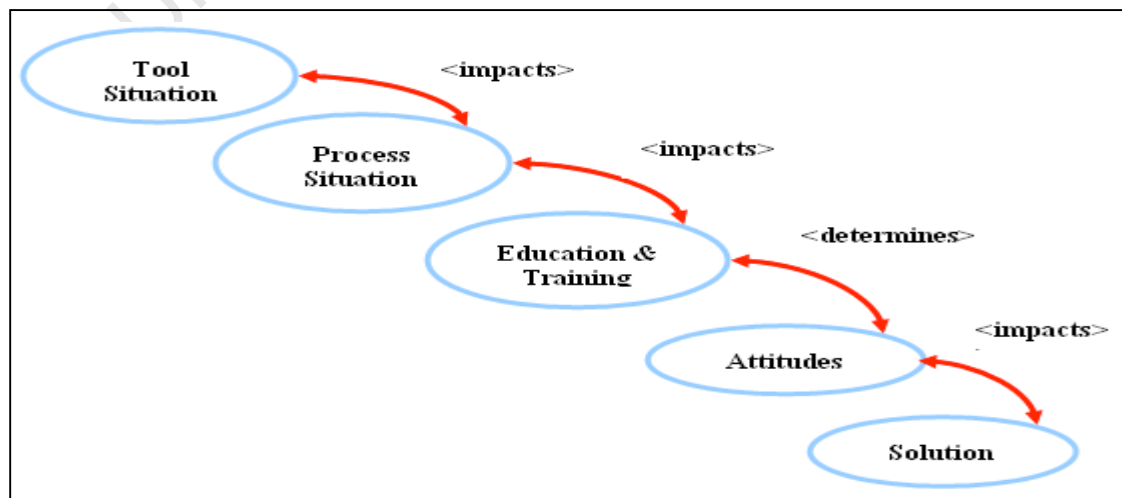 Tool
Situation
<impacts>
Process
Situation
<impacts>
Education &
Training
<determines>
Attitudes
<impacts>
Solution